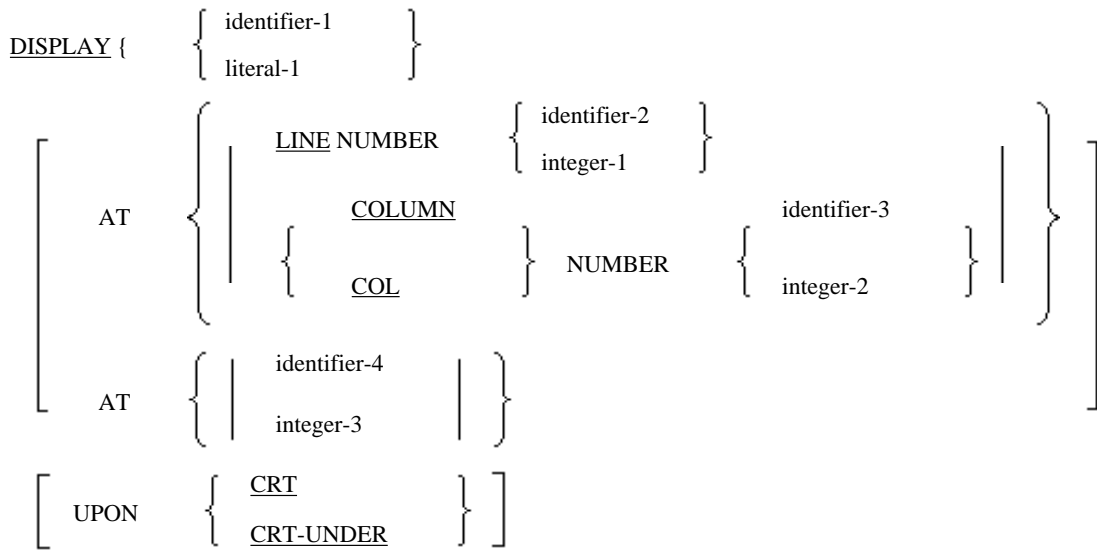 identifier-1
DISPLAY {
literal-1
identifier-2
LINE NUMBER
integer-1
COLUMN identifier-3
AT
NUMBER
COL integer-2
identifier-4
AT
integer-3
CRT
UPON
CRT-UNDER